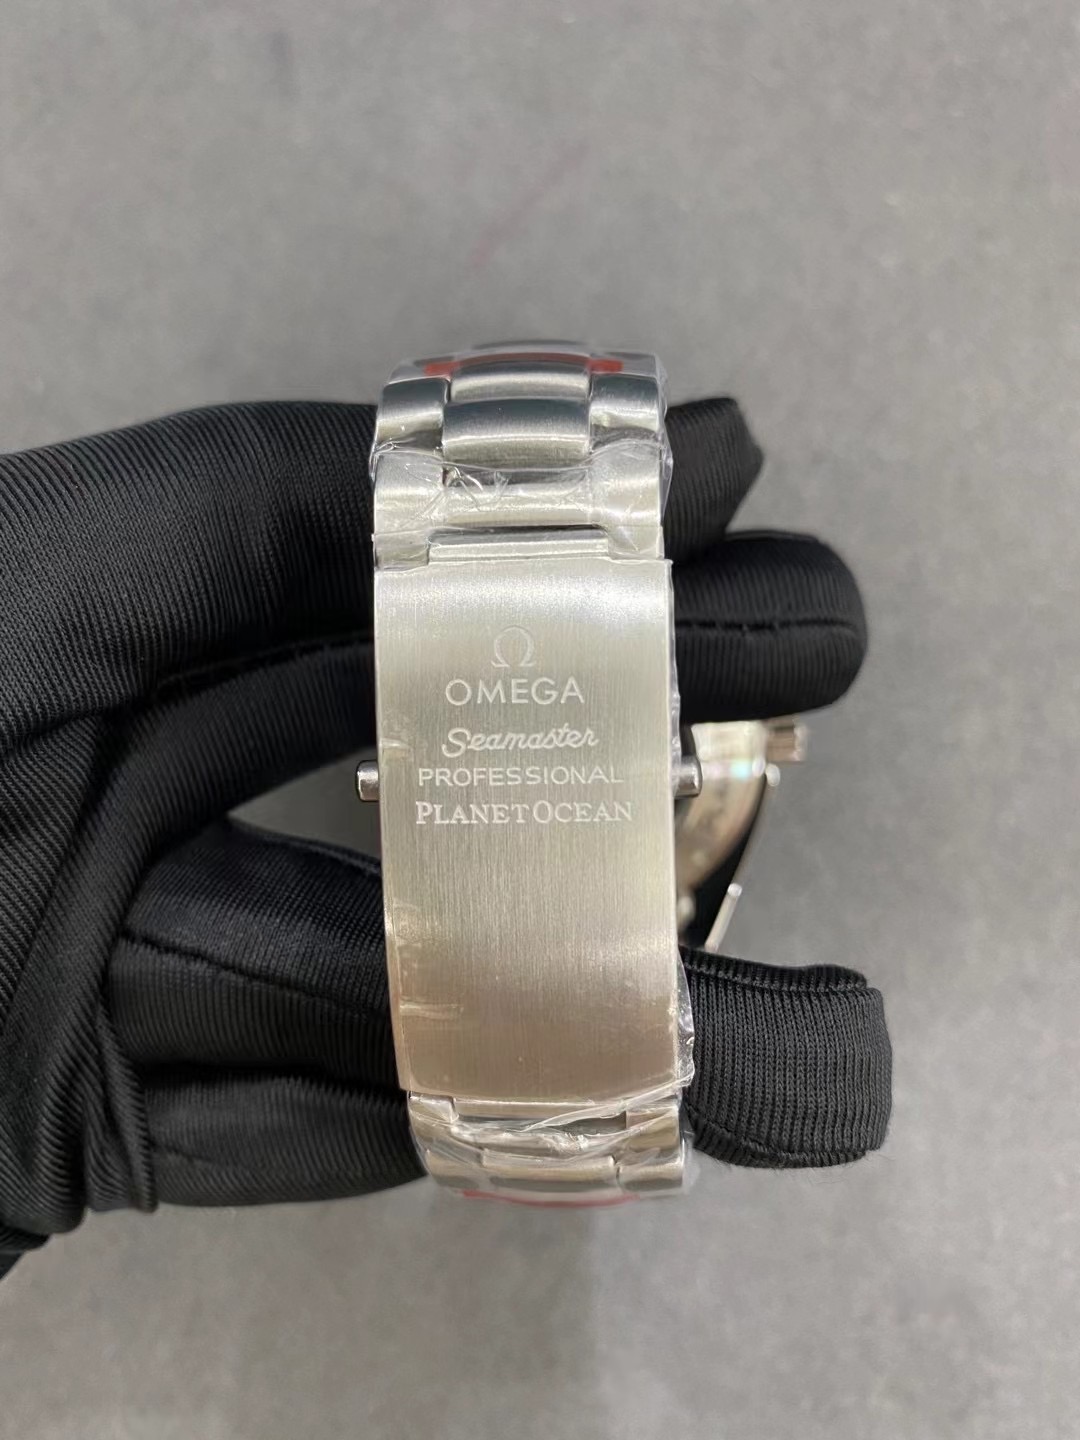 Ω
OMEGA
Seamaster
PROFESSIONAL
PLANET OCEAN